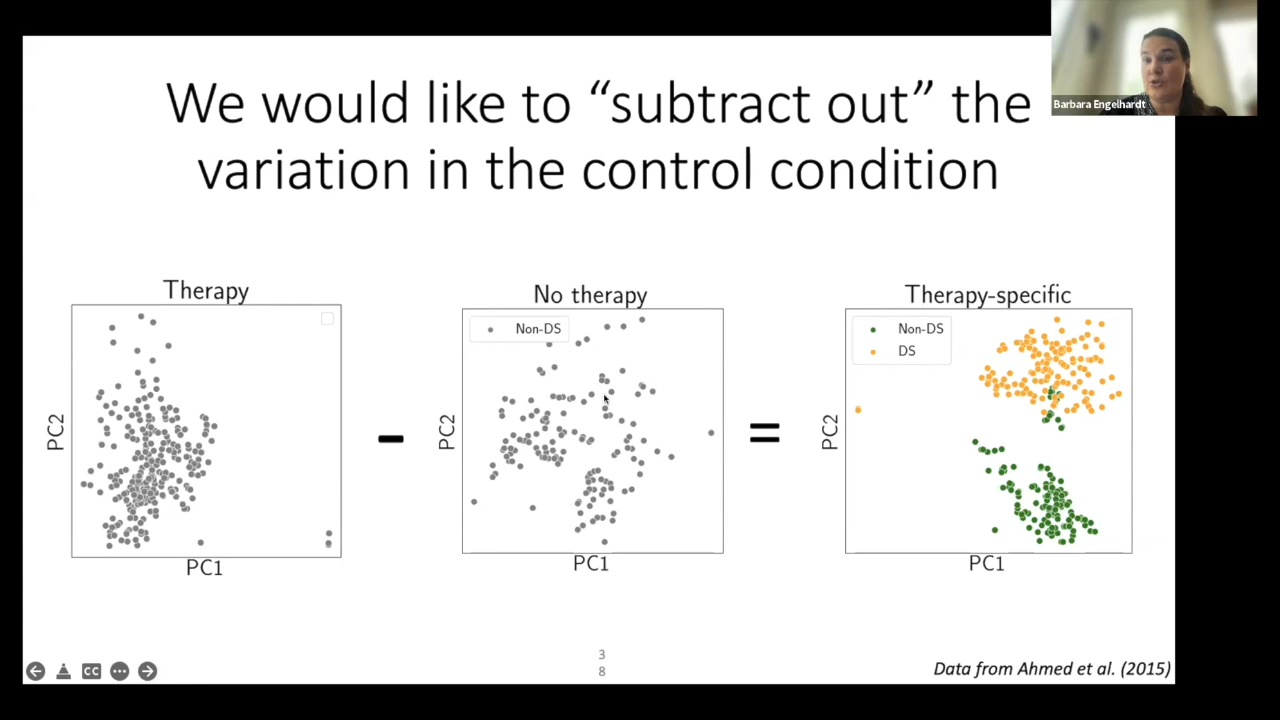 We would like to “subtract out” the
variation in the control condition
Barbara Engelhardt
Therapy
PC2
PC1
-
No therapy
Non-DS
PC2
PC1
=
Therapy-specific
Non-DS
DS
PC2
PC1
CC
3
8
Data from Ahmed et al. (2015)